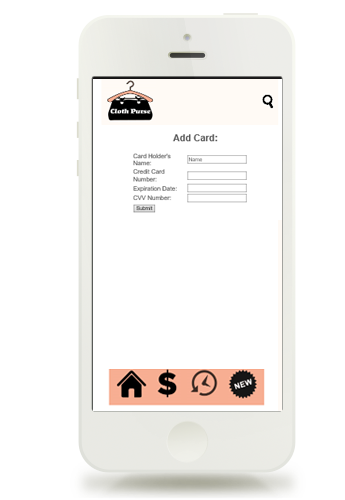 Cloth Purse
Add Card:
Card Holder's
Name:
Name
Credit Card
Number:
Expiration Date:
CVV Number:
Submit
$
NEW